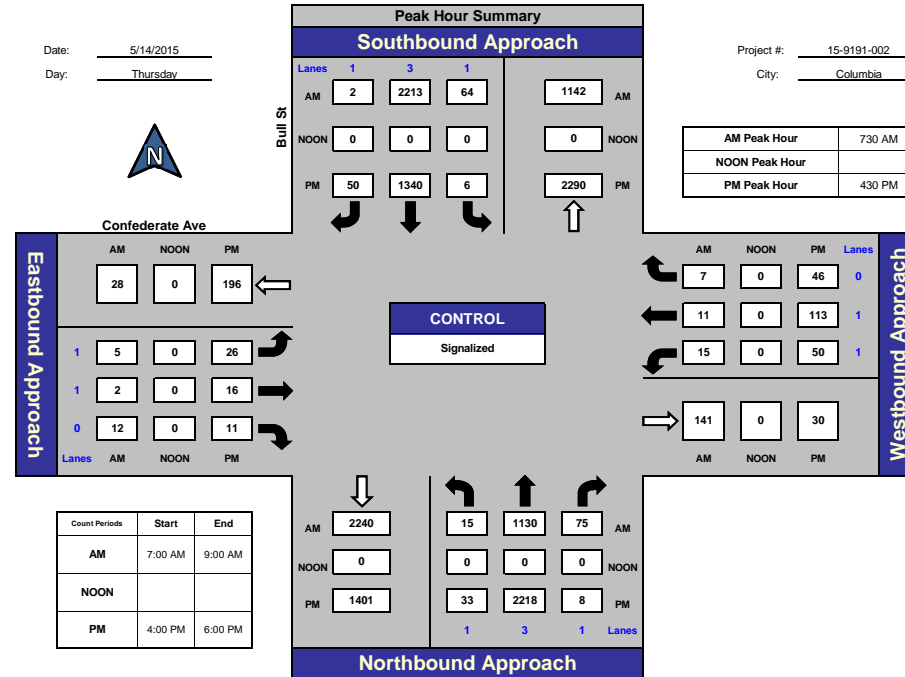 Peak Hour Summary
Southbound Approach
Date: 5/14/2015
Day: Thursday
Project #: 15-9191-002
City: Columbia
N
Bull St
Lanes 1 3 1
AM 2 2213 64 1142 AM
NOON 0 0 0 0 NOON
PM 50 1340 6 2290 PM
AM Peak Hour 730 AM
NOON Peak Hour
PM Peak Hour 430 PM
Confederate Ave
Eastbound Approach
AM NOON PM
28 0 196
1 5 0 26
1 2 0 16
0 12 0 11
Lanes AM NOON PM
CONTROL
Signalized
Westbound Approach
AM NOON PM Lanes
7 0 46 0
11 0 113 1
15 0 50 1
141 0 30
AM NOON PM
Count Periods Start End
AM 7:00 AM 9:00 AM
NOON
PM 4:00 PM 6:00 PM
AM 2240 15 1130 75 AM
NOON 0 0 0 0 NOON
PM 1401 33 2218 8 PM
1 3 1 Lanes
Northbound Approach